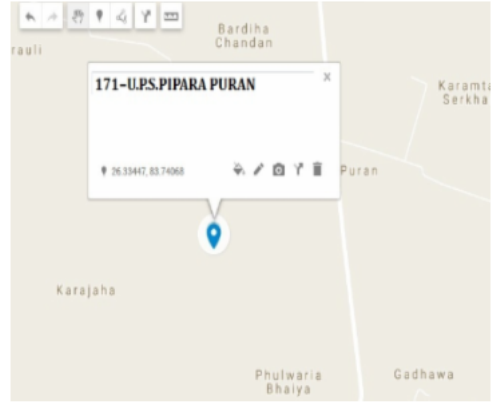 Bardiha
Chandan
rauli
171-U.P.S.PIPARA PURAN
x
Karamta
Serkha
26.33447, 83.74068
Puran
Karajaha
Phulwaria
Bhaiya
Gadhawa